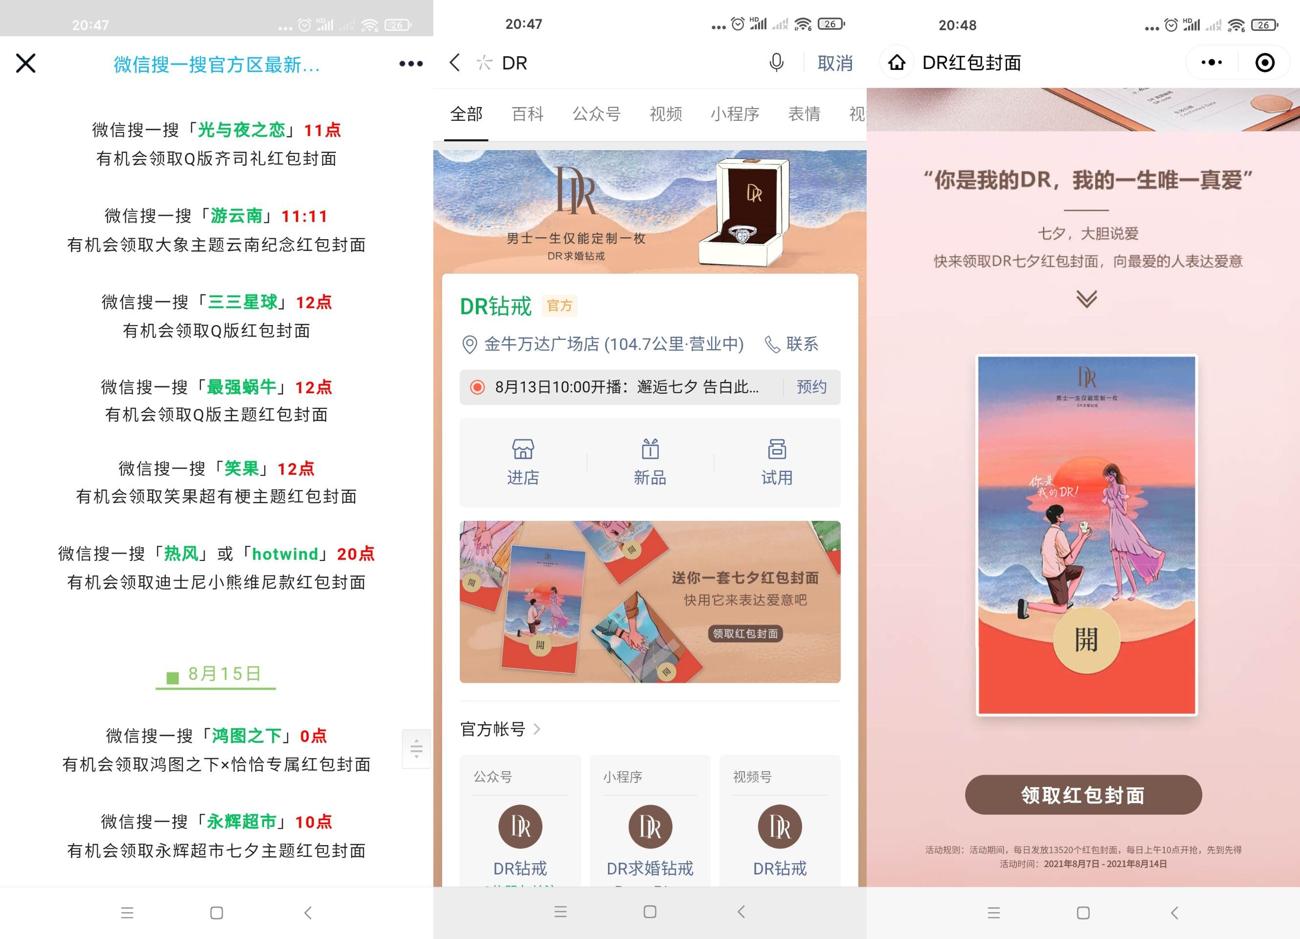 20:47
HD
26
微信搜一搜官方区最新...
微信搜一搜「光与夜之恋」11点
有机会领取Q版齐司礼红包封面
微信搜一搜「游云南」11:11
有机会领取大象主题云南纪念红包封面
微信搜一搜「三三星球」12点
有机会领取Q版红包封面
微信搜一搜「最强蜗牛」12点
有机会领取Q版主题红包封面
微信搜一搜「笑果」12点
有机会领取笑果超有梗主题红包封面
微信搜一搜「热风」或「hotwind」20点
有机会领取迪士尼小熊维尼款红包封面
8月15日
微信搜一搜「鸿图之下」0点
有机会领取鸿图之下×恰恰专属红包封面
微信搜一搜「永辉超市」10点
有机会领取永辉超市七夕主题红包封面
20:47
HD
26
DR
取消
全部 百科 公众号 视频 小程序 表情 视
DR
男士一生仅能定制一枚
DR求婚钻戒
DR
DR钻戒 官方
金牛万达广场店 (104.7公里·营业中) 联系
8月13日10:00开播：邂逅七夕 告白此... 预约
进店 新品 试用
送你一套七夕红包封面
快用它来表达爱意吧
领取红包封面
開
開
開
開
官方帐号
公众号 小程序 视频号
DR DR DR
DR钻戒 DR求婚钻戒 DR钻戒
20:48
HD
26
DR红包封面
“你是我的DR，我的一生唯一真爱”
七夕，大胆说爱
快来领取DR七夕红包封面，向最爱的人表达爱意
DR
男士一生仅能定制一枚
DR求婚钻戒
你是
我的DR!
開
领取红包封面
活动规则：活动期间，每日发放13520个红包封面，每日上午10点开抢，先到先得
活动时间：2021年8月7日 - 2021年8月14日